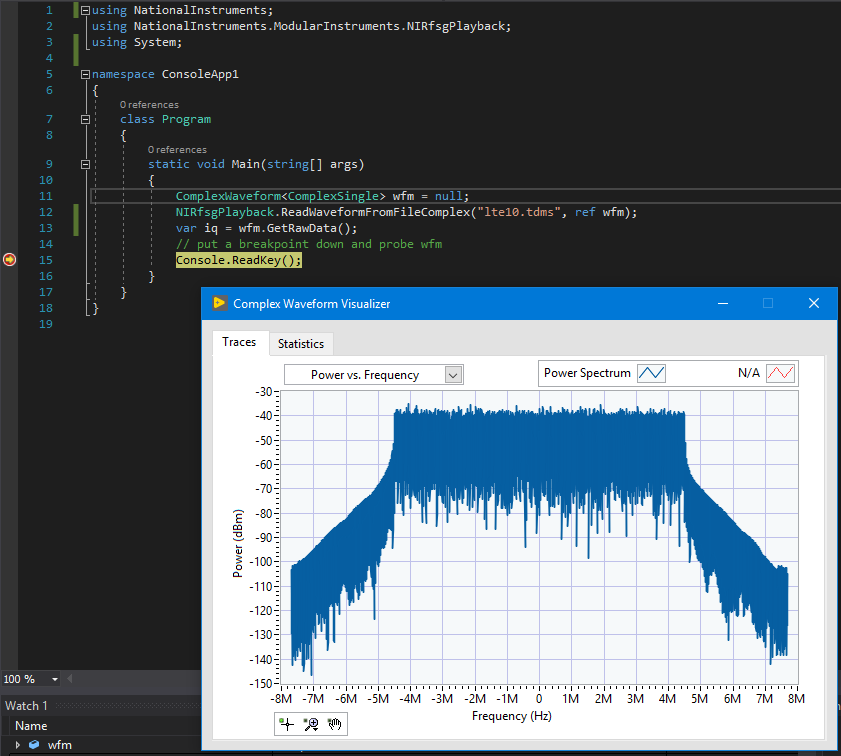 1 using NationalInstruments;
2 using NationalInstruments.ModularInstruments.NIRfsgPlayback;
3 using System;
4
5 namespace ConsoleApp1
6 {
0 references
7 class Program
8 {
0 references
9 static void Main(string[] args)
10 {
11 ComplexWaveform<ComplexSingle> wfm = null;
12 NIRfsgPlayback.ReadWaveformFromFileComplex("lte10.tdms", ref wfm);
13 var iq = wfm.GetRawData();
14 // put a breakpoint down and probe wfm
15 Console.ReadKey();
16 }
17 }
18 }
19
Complex Waveform Visualizer
Traces Statistics
Power vs. Frequency Power Spectrum N/A
-30
-40
-50
-60
-70
-80
-90
-100
-110
-120
-130
-140
-150
Power (dBm)
-8M -7M -6M -5M -4M -3M -2M -1M 0 1M 2M 3M 4M 5M 6M 7M 8M
Frequency (Hz)
100 %
Watch 1
Name
wfm